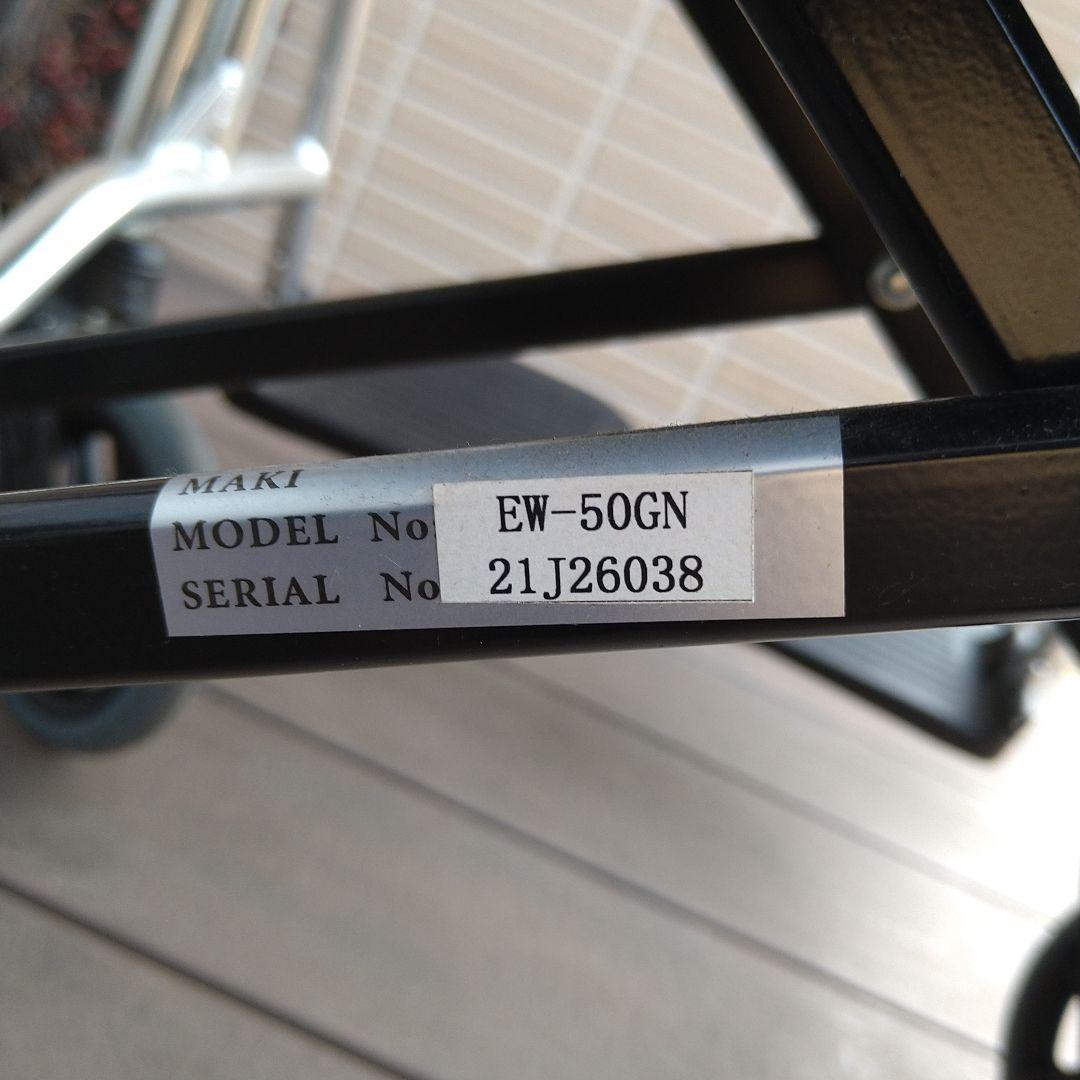 MAKI
MODEL No. EW-50GN
SERIAL No. 21J26038